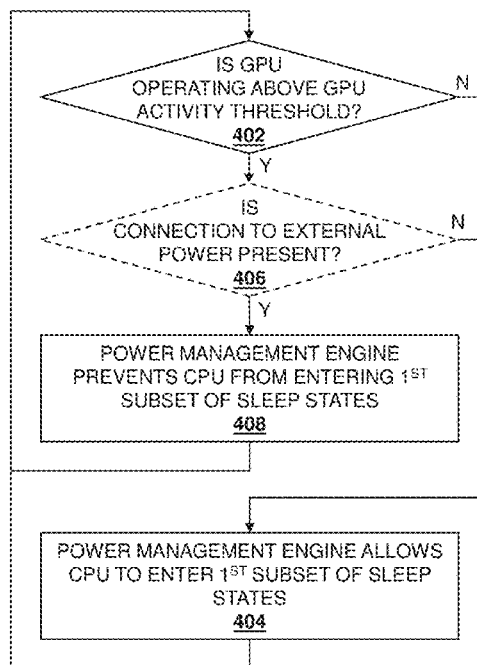 IS GPU
OPERATING ABOVE GPU
ACTIVITY THRESHOLD?
402
N
Y
IS
CONNECTION TO EXTERNAL
POWER PRESENT?
406
N
Y
POWER MANAGEMENT ENGINE
PREVENTS CPU FROM ENTERING 1ST
SUBSET OF SLEEP STATES
408
POWER MANAGEMENT ENGINE ALLOWS
CPU TO ENTER 1ST SUBSET OF SLEEP
STATES
404